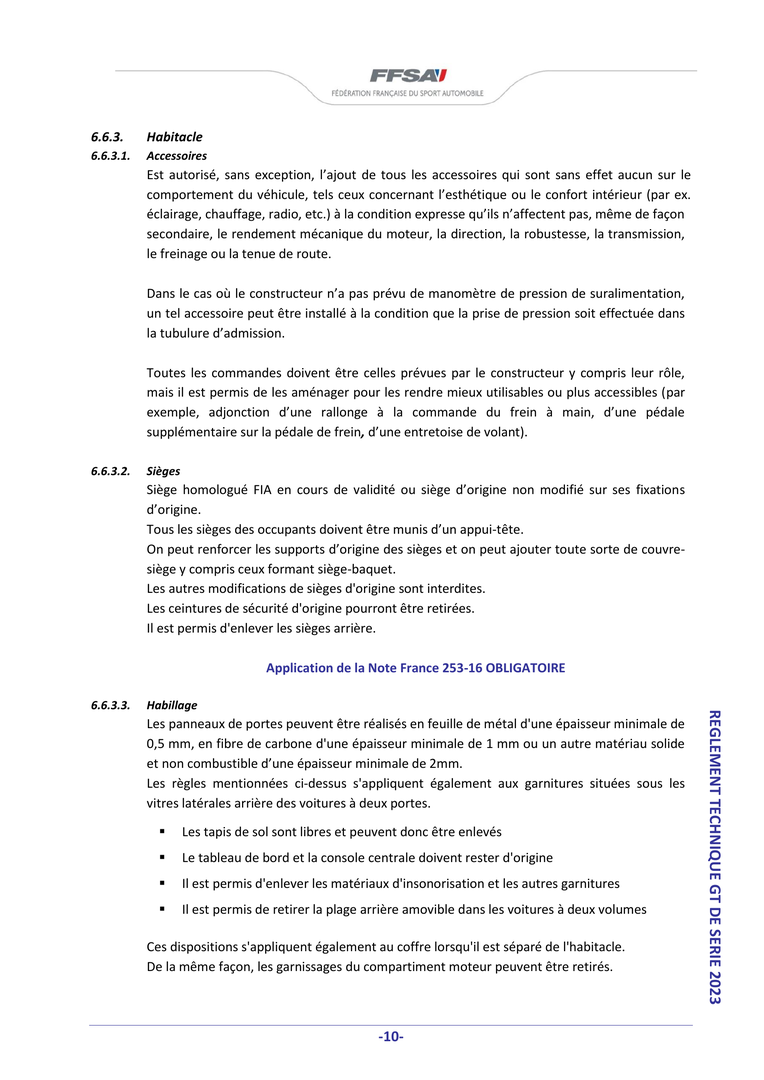 FFSA
FÉDÉRATION FRANÇAISE DU SPORT AUTOMOBILE
6.6.3. Habitacle
6.6.3.1. Accessoires
Est autorisé, sans exception, l’ajout de tous les accessoires qui sont sans effet aucun sur le
comportement du véhicule, tels ceux concernant l’esthétique ou le confort intérieur (par ex.
éclairage, chauffage, radio, etc.) à la condition expresse qu’ils n’affectent pas, même de façon
secondaire, le rendement mécanique du moteur, la direction, la robustesse, la transmission,
le freinage ou la tenue de route.
Dans le cas où le constructeur n’a pas prévu de manomètre de pression de suralimentation,
un tel accessoire peut être installé à la condition que la prise de pression soit effectuée dans
la tubulure d’admission.
Toutes les commandes doivent être celles prévues par le constructeur y compris leur rôle,
mais il est permis de les aménager pour les rendre mieux utilisables ou plus accessibles (par
exemple, adjonction d’une rallonge à la commande du frein à main, d’une pédale
supplémentaire sur la pédale de frein, d’une entretoise de volant).
6.6.3.2. Sièges
Siège homologué FIA en cours de validité ou siège d’origine non modifié sur ses fixations
d’origine.
Tous les sièges des occupants doivent être munis d’un appui-tête.
On peut renforcer les supports d’origine des sièges et on peut ajouter toute sorte de couvre-
siège y compris ceux formant siège-baquet.
Les autres modifications de sièges d'origine sont interdites.
Les ceintures de sécurité d'origine pourront être retirées.
Il est permis d'enlever les sièges arrière.
Application de la Note France 253-16 OBLIGATOIRE
6.6.3.3. Habillage
Les panneaux de portes peuvent être réalisés en feuille de métal d'une épaisseur minimale de
0,5 mm, en fibre de carbone d'une épaisseur minimale de 1 mm ou un autre matériau solide
et non combustible d’une épaisseur minimale de 2mm.
Les règles mentionnées ci-dessus s'appliquent également aux garnitures situées sous les
vitres latérales arrière des voitures à deux portes.
▪ Les tapis de sol sont libres et peuvent donc être enlevés
▪ Le tableau de bord et la console centrale doivent rester d'origine
▪ Il est permis d'enlever les matériaux d'insonorisation et les autres garnitures
▪ Il est permis de retirer la plage arrière amovible dans les voitures à deux volumes
Ces dispositions s'appliquent également au coffre lorsqu'il est séparé de l'habitacle.
De la même façon, les garnissages du compartiment moteur peuvent être retirés.
REGLEMENT TECHNIQUE GT DE SERIE 2023
-10-